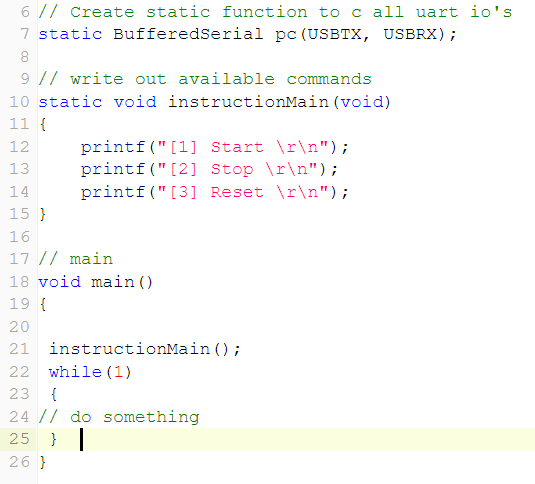 6 // Create static function to c all uart io's
7 static BufferedSerial pc(USBTX, USBRX);
8
9 // write out available commands
10 static void instructionMain(void)
11 {
12     printf("[1] Start \r\n");
13     printf("[2] Stop \r\n");
14     printf("[3] Reset \r\n");
15 }
16
17 // main
18 void main()
19 {
20
21  instructionMain();
22  while(1)
23  {
24 // do something
25  }
26 }